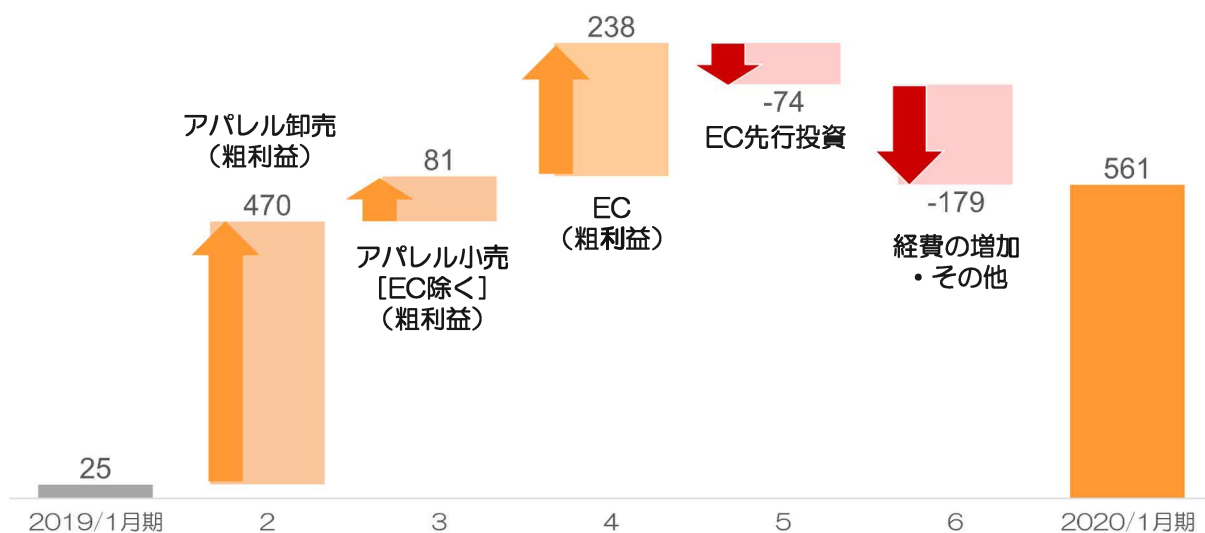 238
-74
EC先行投資
アパレル卸売
（粗利益）
470
81
アパレル小売
[EC除く]
（粗利益）
EC
（粗利益）
-179
経費の増加
・その他
561
25
2019/1月期
2
3
4
5
6
2020/1月期